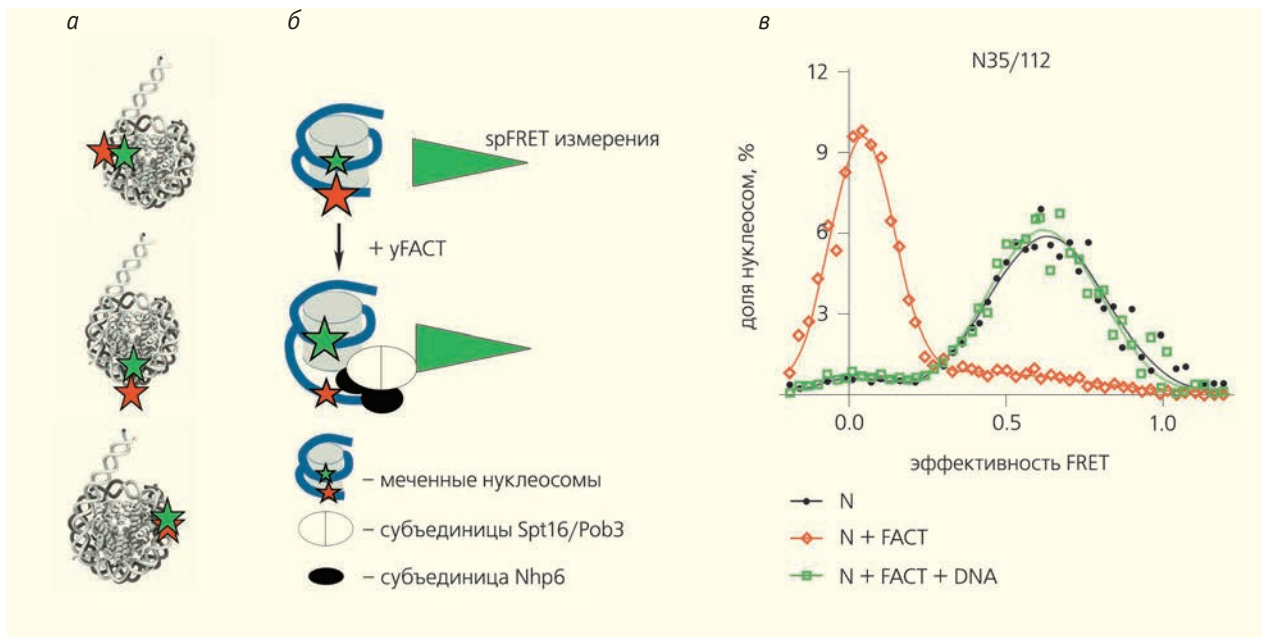 а
б
в
spFRET измерения
+ yFACT
– меченные нуклеосомы
– субъединицы Spt16/Pob3
– субъединица Nhp6
N35/112
доля нуклеосом, %
12
9
6
3
0.0 0.5 1.0
эффективность FRET
N
N + FACT
N + FACT + DNA